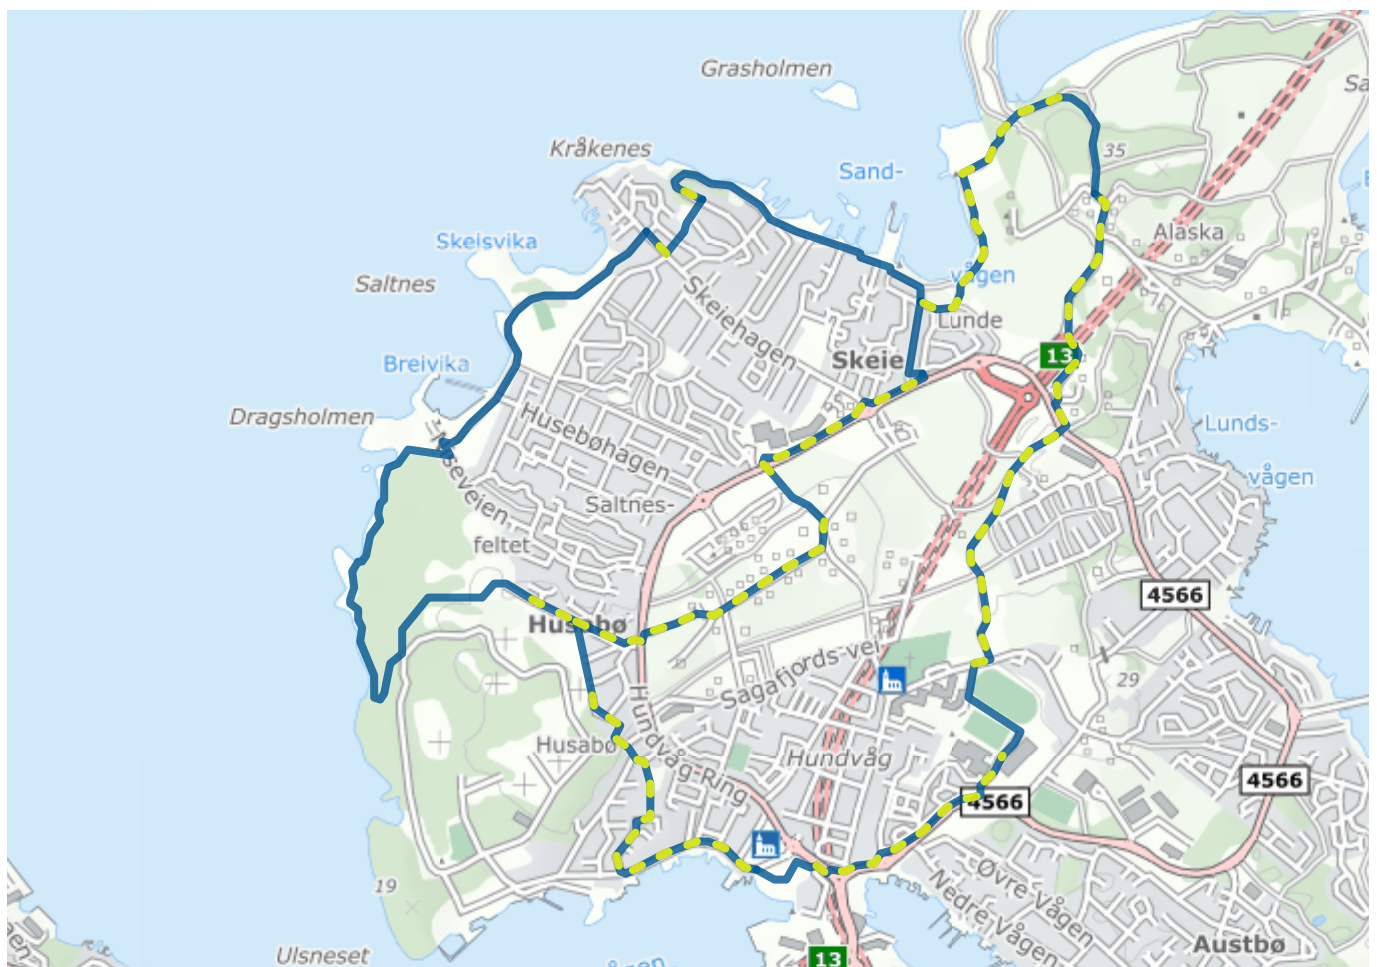 Grasholmen
Sa
Kråkenes
35
Sand-
Skeisvika
Alaska
Saltnes
vågen
Skeiehagen
Lunde
13
Breivika
Skeie
Dragsholmen
Husebøhagen
Lunds-
vågen
Saltnes-
feltet
4566
Husabø
Sagafjords-vei
29
Hundvåg-Ring
Husabø
Hundvåg
4566
4566
Øvre Vågen
19
Nedre Vågen
Austbø
Ulsneset
13